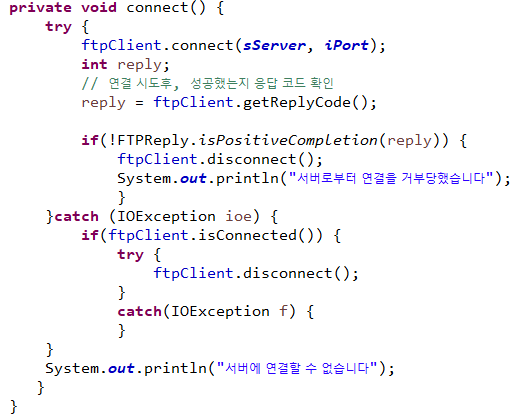 private void connect() {
    try {
        ftpClient.connect(sServer, iPort);
        int reply;
        // 연결 시도후, 성공했는지 응답 코드 확인
        reply = ftpClient.getReplyCode();

        if(!FTPReply.isPositiveCompletion(reply)) {
            ftpClient.disconnect();
            System.out.println("서버로부터 연결을 거부당했습니다");
            }
    }catch (IOException ioe) {
        if(ftpClient.isConnected()) {
            try {
                ftpClient.disconnect();
            }
            catch(IOException f) {
            }
    }
    System.out.println("서버에 연결할 수 없습니다");
   }
}